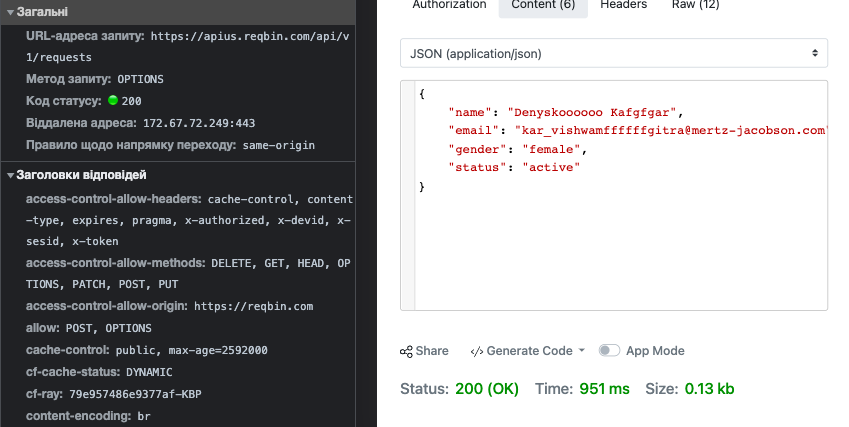 Загальні
URL-адреса запиту: https://apius.reqbin.com/api/v
1/requests
Метод запиту: OPTIONS
Код статусу: 200
Віддалена адреса: 172.67.72.249:443
Правило щодо напрямку переходу: same-origin
Заголовки відповідей
access-control-allow-headers: cache-control, content
-type, expires, pragma, x-authorized, x-devid, x-
sesid, x-token
access-control-allow-methods: DELETE, GET, HEAD, OP
TIONS, PATCH, POST, PUT
access-control-allow-origin: https://reqbin.com
allow: POST, OPTIONS
cache-control: public, max-age=2592000
cf-cache-status: DYNAMIC
cf-ray: 79e957486e9377af-KBP
content-encoding: br
Authorization Content (6) Headers Raw (12)
JSON (application/json)
{
"name": "Denyskoooooo Kafgfgar",
"email": "kar_vishwamffffffgitra@mertz-jacobson.com"
"gender": "female",
"status": "active"
}
Share Generate Code App Mode
Status: 200 (OK) Time: 951 ms Size: 0.13 kb